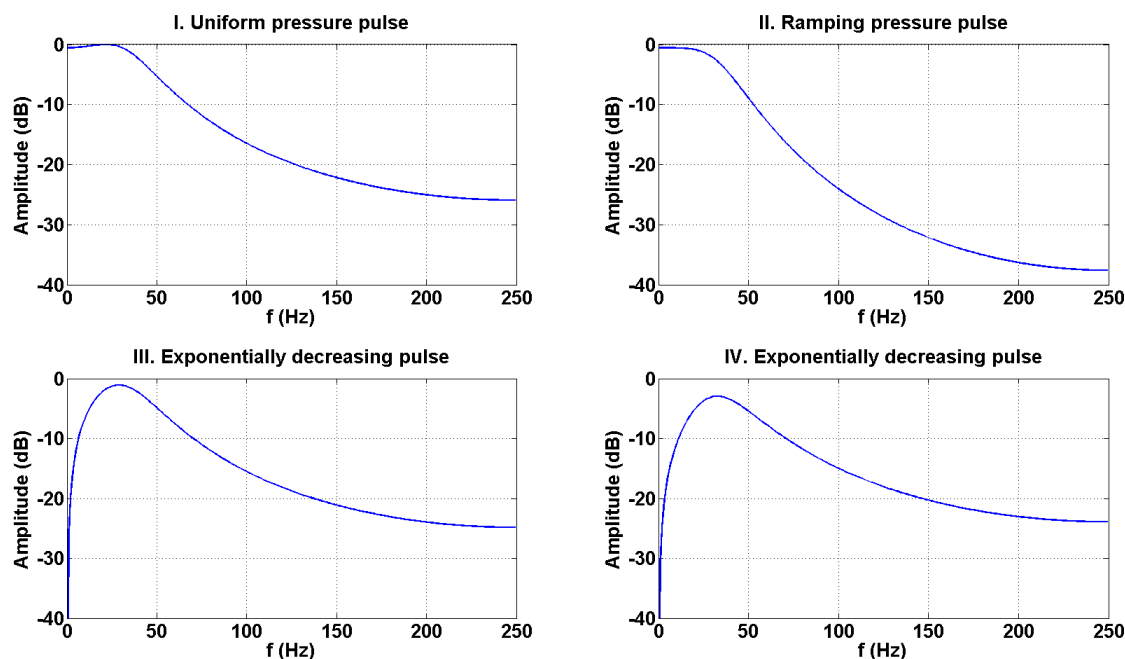 I. Uniform pressure pulse
Amplitude (dB)
0
-10
-20
-30
-40
0 50 100 150 200 250
f (Hz)
II. Ramping pressure pulse
Amplitude (dB)
0
-10
-20
-30
-40
0 50 100 150 200 250
f (Hz)
III. Exponentially decreasing pulse
Amplitude (dB)
0
-10
-20
-30
-40
0 50 100 150 200 250
f (Hz)
IV. Exponentially decreasing pulse
Amplitude (dB)
0
-10
-20
-30
-40
0 50 100 150 200 250
f (Hz)